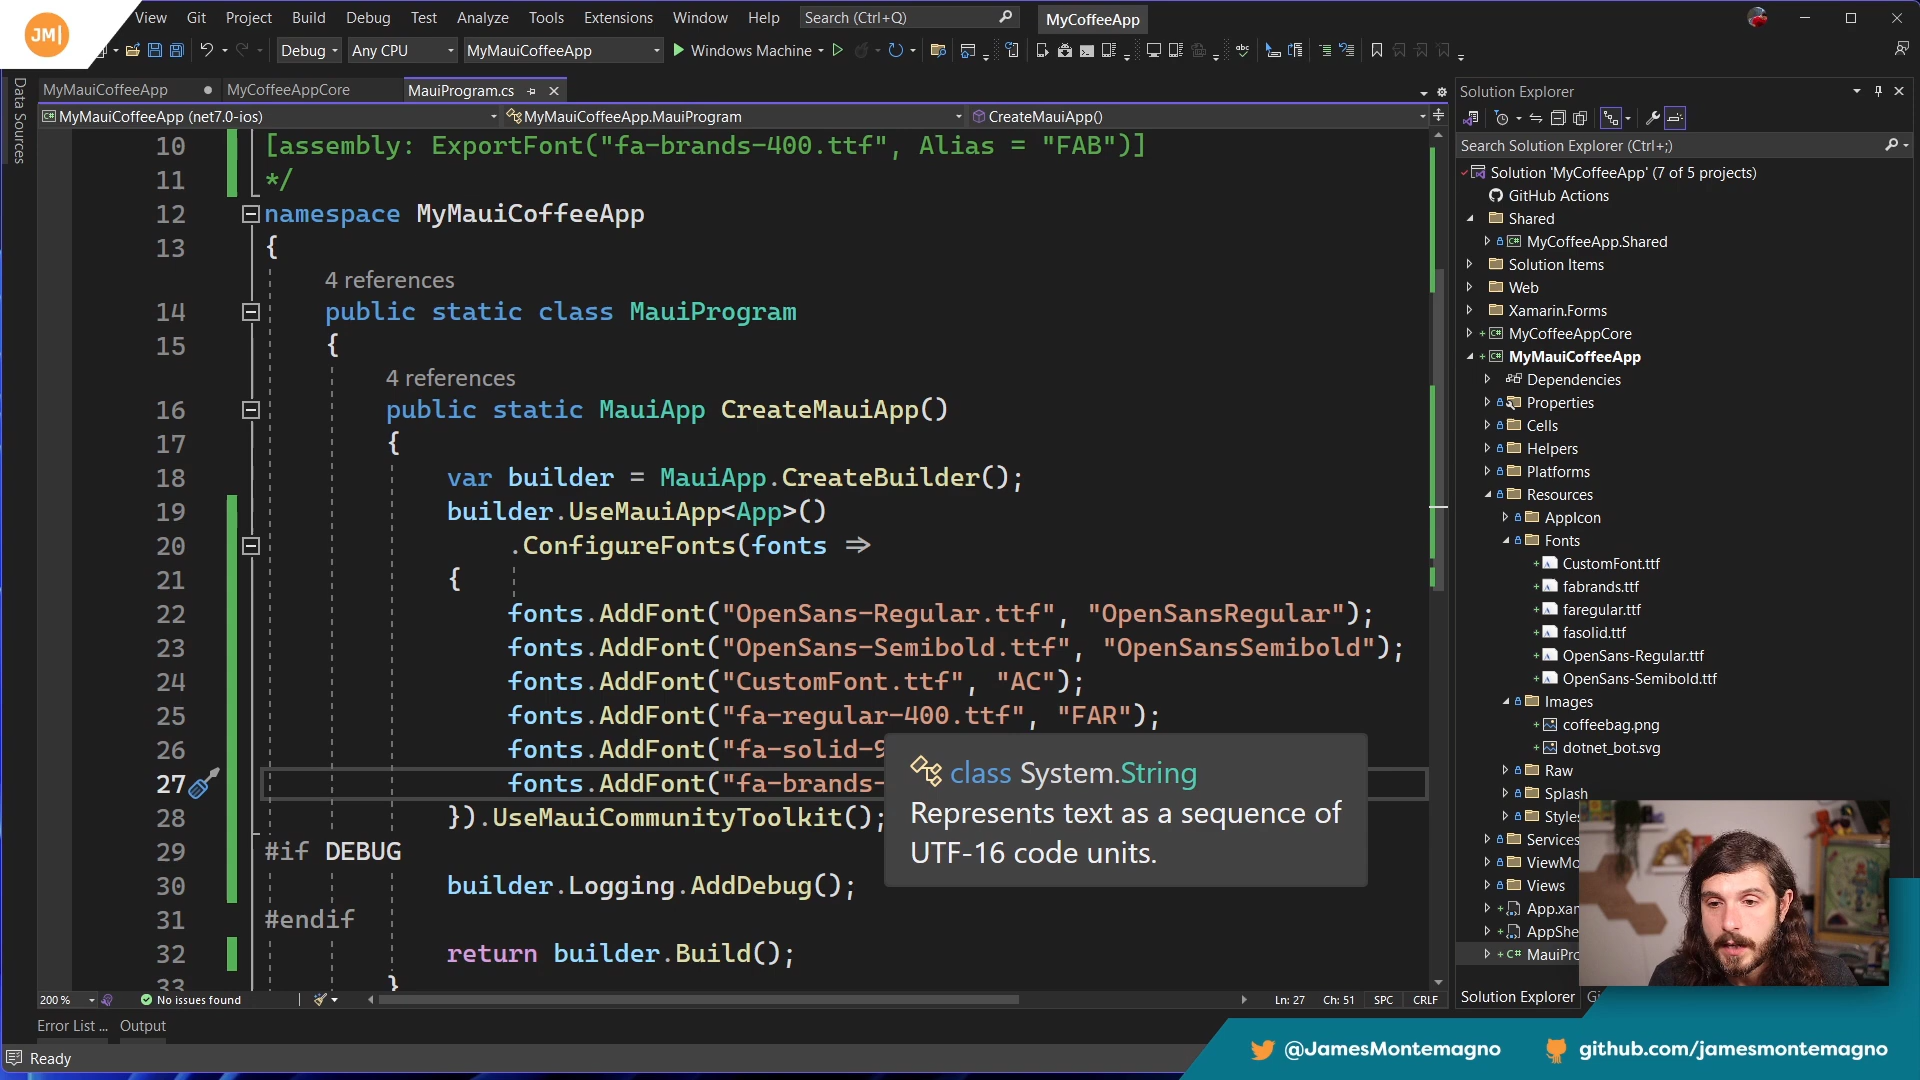 JM|
View Git Project Build Debug Test Analyze Tools Extensions Window Help Search (Ctrl+Q) MyCoffeeApp
Debug Any CPU MyMauiCoffeeApp Windows Machine
Data Sources
MyMauiCoffeeApp MyCoffeeAppCore MauiProgram.cs
MyMauiCoffeeApp (net7.0-ios) MyMauiCoffeeApp.MauiProgram CreateMauiApp()
10 [assembly: ExportFont("fa-brands-400.ttf", Alias = "FAB")]
11 */
12 namespace MyMauiCoffeeApp
13 {
4 references
14 public static class MauiProgram
15 {
4 references
16 public static MauiApp CreateMauiApp()
17 {
18 var builder = MauiApp.CreateBuilder();
19 builder.UseMauiApp<App>()
20 .ConfigureFonts(fonts =>
21 {
22 fonts.AddFont("OpenSans-Regular.ttf", "OpenSansRegular");
23 fonts.AddFont("OpenSans-Semibold.ttf", "OpenSansSemibold");
24 fonts.AddFont("CustomFont.ttf", "AC");
25 fonts.AddFont("fa-regular-400.ttf", "FAR");
26 fonts.AddFont("fa-solid-9
27 fonts.AddFont("fa-brands-
28 }).UseMauiCommunityToolkit();
29 #if DEBUG
30 builder.Logging.AddDebug();
31 #endif
32 return builder.Build();
33 }
class System.String
Represents text as a sequence of
UTF-16 code units.
200 % No issues found Ln: 27 Ch: 51 SPC CRLF
Error List ... Output
Ready
Solution Explorer
Search Solution Explorer (Ctrl+;)
Solution 'MyCoffeeApp' (7 of 5 projects)
GitHub Actions
Shared
MyCoffeeApp.Shared
Solution Items
Web
Xamarin.Forms
MyCoffeeAppCore
MyMauiCoffeeApp
Dependencies
Properties
Cells
Helpers
Platforms
Resources
AppIcon
Fonts
CustomFont.ttf
fabrands.ttf
faregular.ttf
fasolid.ttf
OpenSans-Regular.ttf
OpenSans-Semibold.ttf
Images
coffeebag.png
dotnet_bot.svg
Raw
Splash
Styles
Services
ViewMo
Views
App.xan
AppShe
C# MauiPro
Solution Explorer Gi
@JamesMontemagno github.com/jamesmontemagno